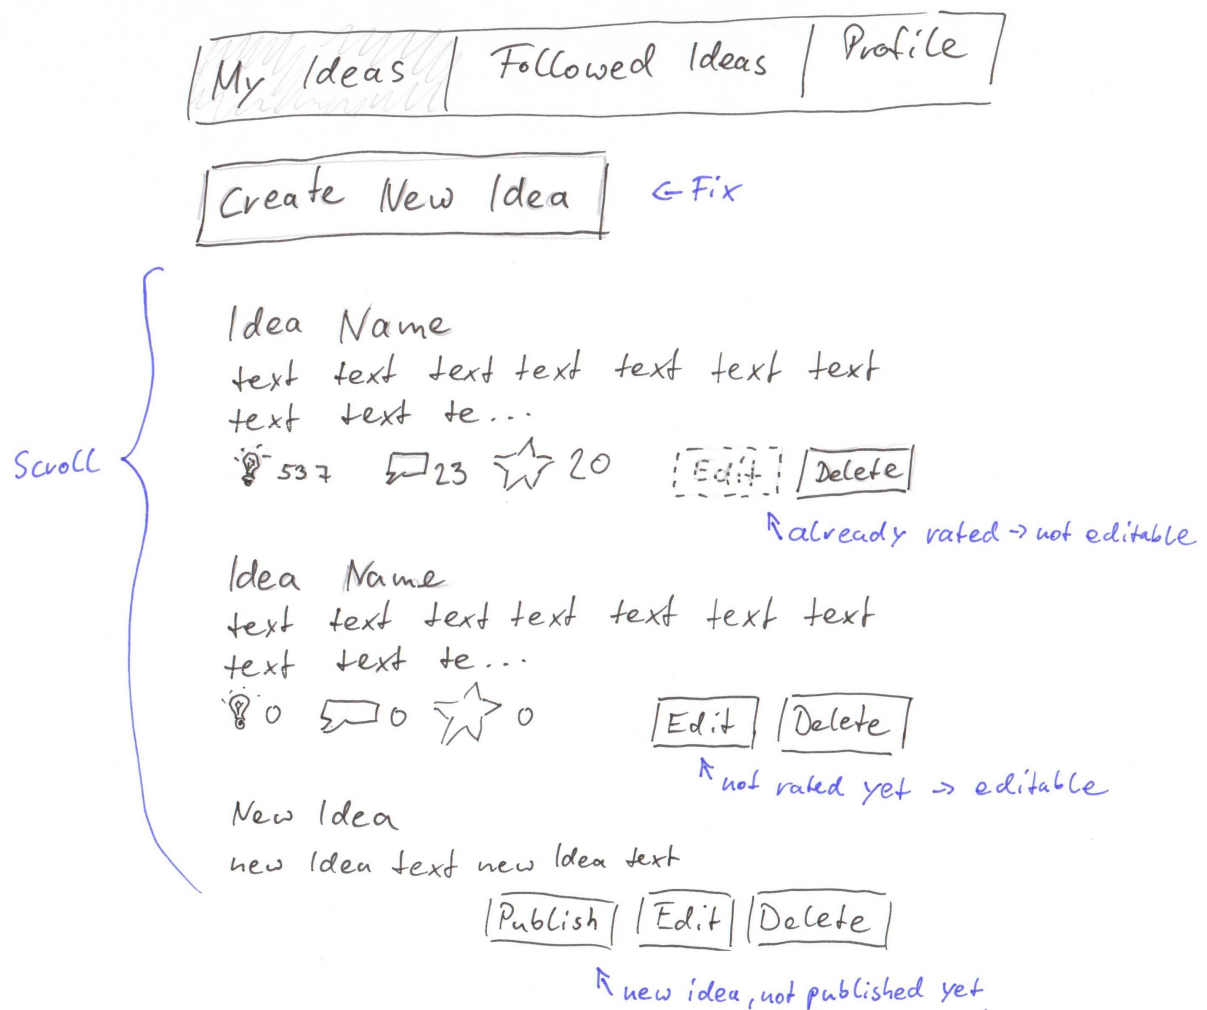 My Ideas Followed Ideas Profile
Create New Idea ← Fix
Idea Name
text text text text text text text
text text te...
Scroll
537 23 20 Edit Delete
already rated → not editable
Idea Name
text text text text text text text
text text te...
0 0 0 Edit Delete
not rated yet → editable
New Idea
new Idea text new Idea text
Publish Edit Delete
new idea, not published yet